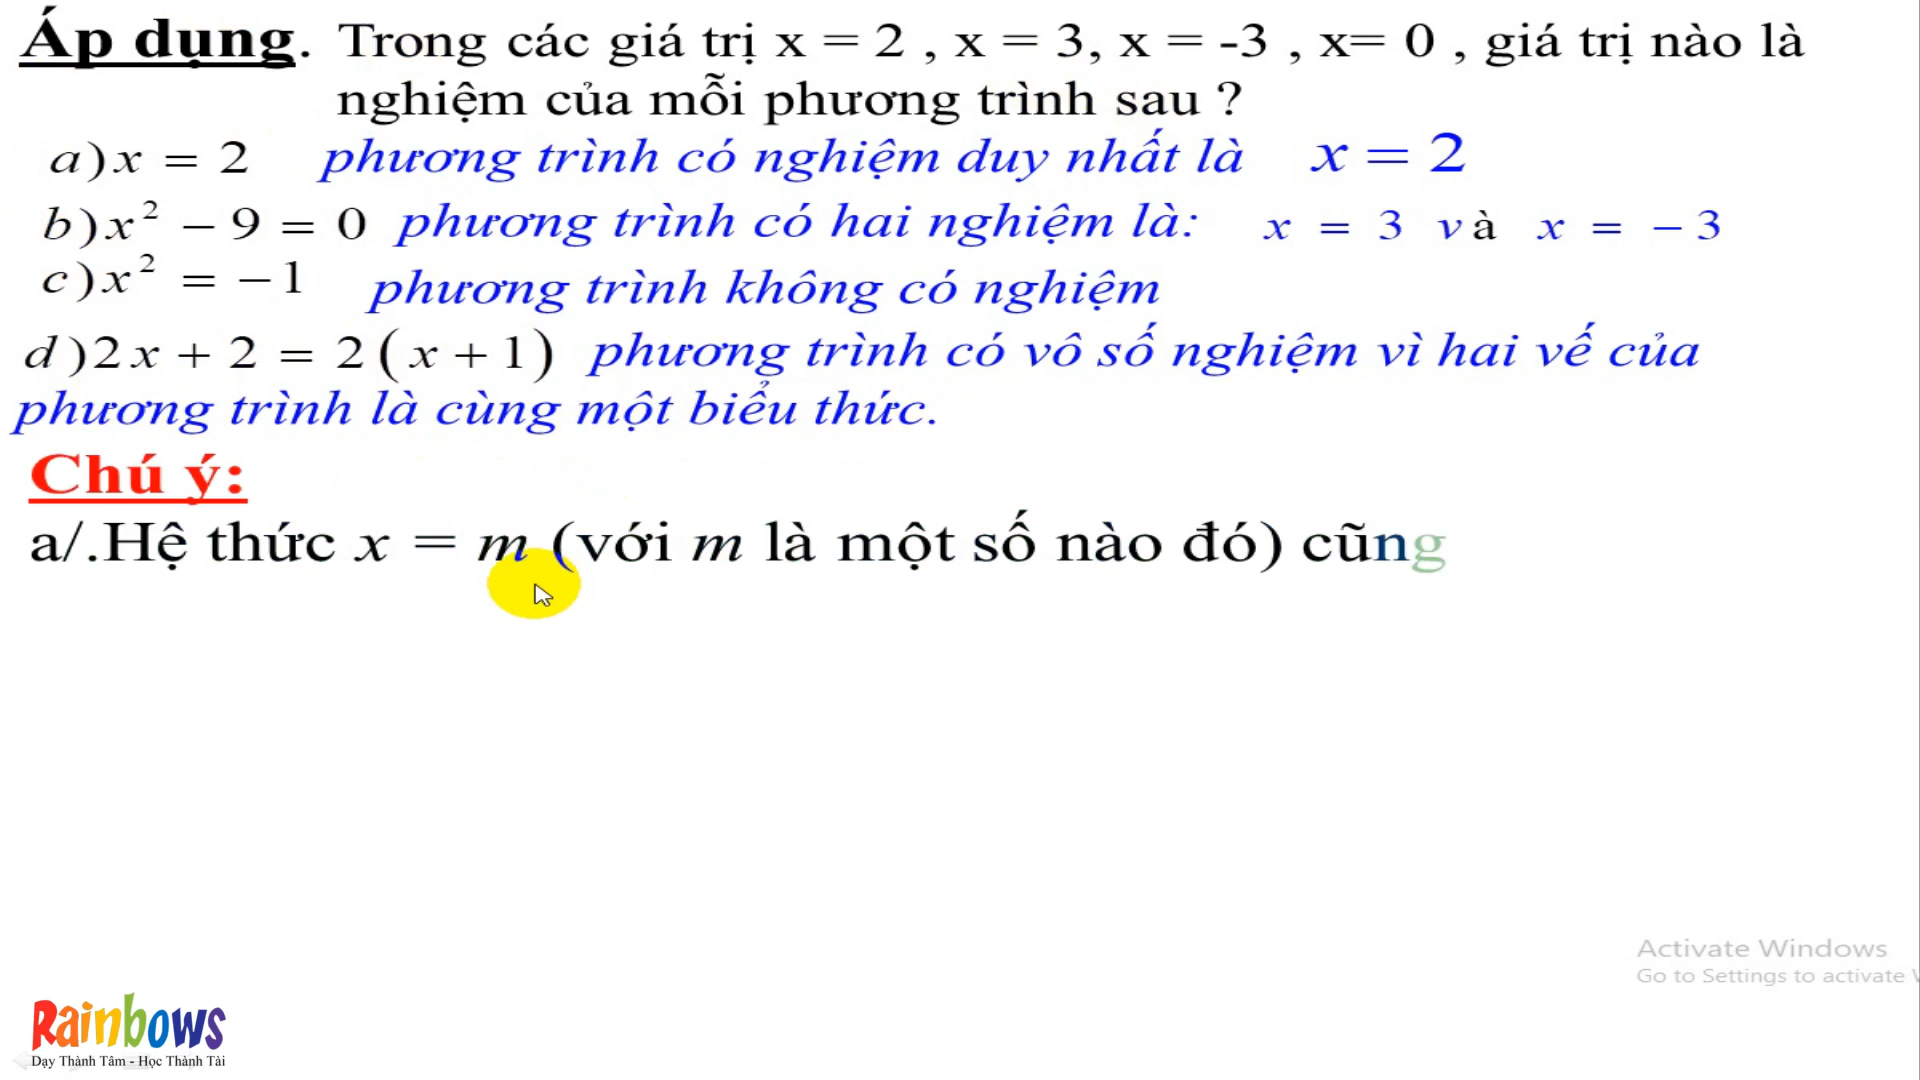 Áp dụng. Trong các giá trị x = 2 , x = 3, x = -3 , x= 0 , giá trị nào là
nghiệm của mỗi phương trình sau ?
a)x = 2 phương trình có nghiệm duy nhất là x = 2
b)x² − 9 = 0 phương trình có hai nghiệm là: x = 3 và x = − 3
c)x² = −1 phương trình không có nghiệm
d)2x + 2 = 2(x+1) phương trình có vô số nghiệm vì hai vế của
phương trình là cùng một biểu thức.
Chú ý:
a/.Hệ thức x = m (với m là một số nào đó) cũng
Activate Windows
Go to Settings to activate
Rainbows
Dạy Thành Tâm - Học Thành Tài